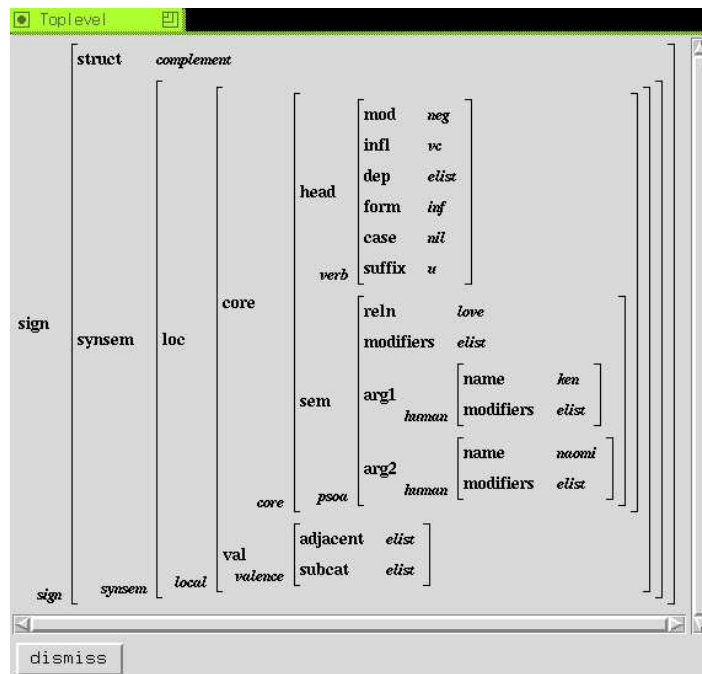 Toplevel
struct complement
mod neg
infl vc
dep elist
head
form inf
case nil
verb suffix u
core
reln love
sign
synsem loc
modifiers elist
name ken
sem arg1
human modifiers elist
name naomi
arg2
human modifiers elist
core psoa
adjacent elist
val
valence subcat elist
sign synsem local
dismiss